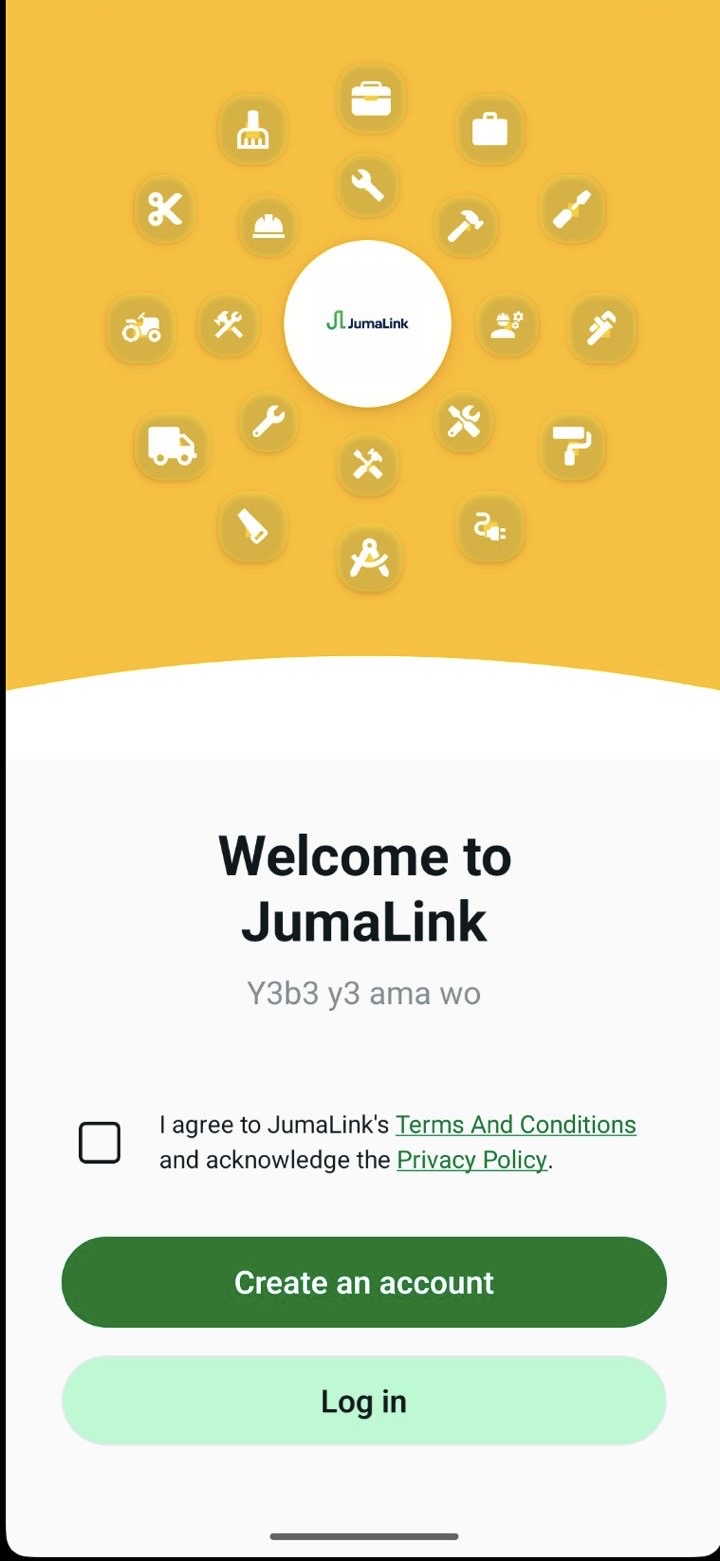 JumaLink
Welcome to
JumaLink
Y3b3 y3 ama wo
I agree to JumaLink's Terms And Conditions
and acknowledge the Privacy Policy.
Create an account
Log in